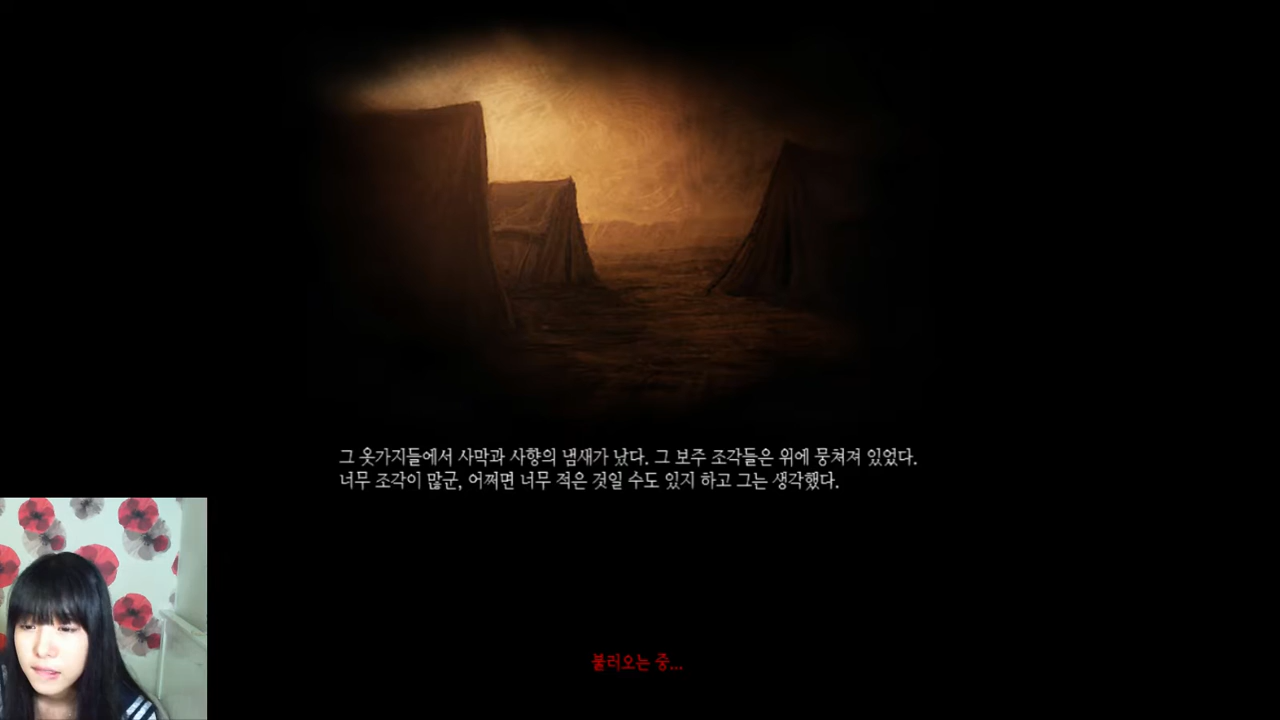 그 옷가지들에서 사막과 사향의 냄새가 났다. 그 보주 조각들은 위에 뭉쳐져 있었다.
너무 조각이 많군, 어쩌면 너무 적은 것일 수도 있지 하고 그는 생각했다.
불러오는 중...